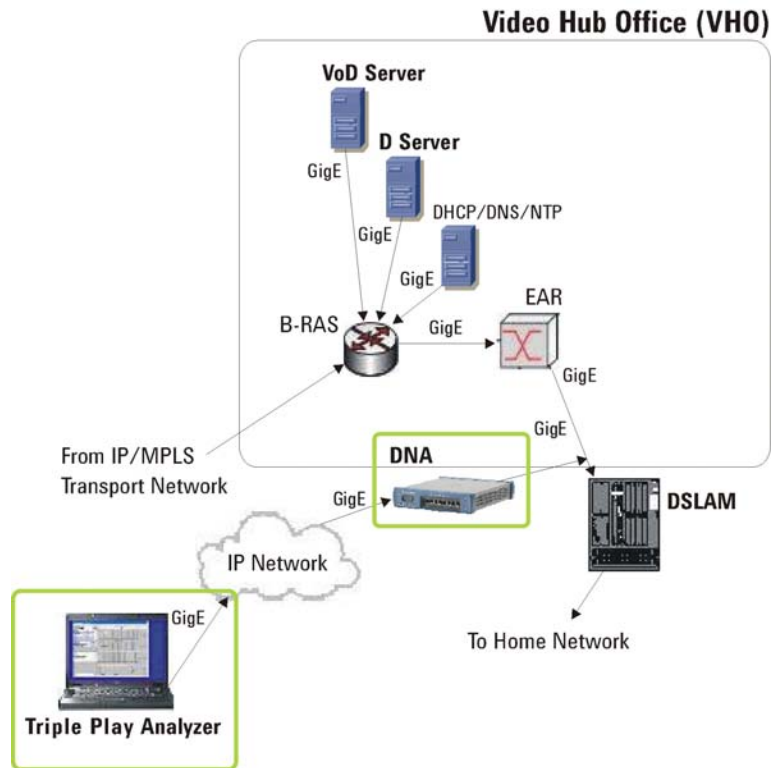 Video Hub Office (VHO)
VoD Server
GigE
D Server
GigE
DHCP/DNS/NTP
GigE
B-RAS
GigE
EAR
GigE
From IP/MPLS
Transport Network
DNA
GigE
GigE
DSLAM
IP Network
GigE
To Home Network
Triple Play Analyzer